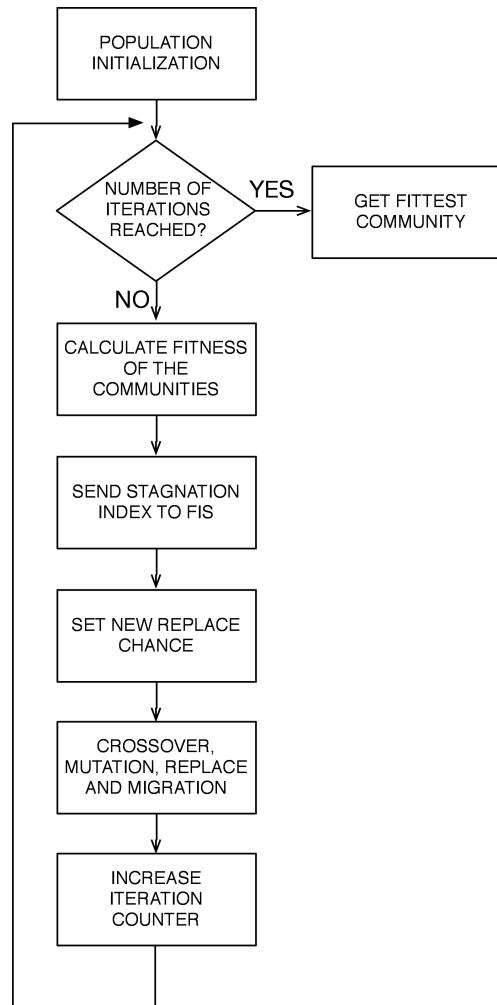 POPULATION
INITIALIZATION
NUMBER OF
ITERATIONS
REACHED?
YES
GET FITTEST
COMMUNITY
NO
CALCULATE FITNESS
OF THE
COMMUNITIES
SEND STAGNATION
INDEX TO FIS
SET NEW REPLACE
CHANCE
CROSSOVER,
MUTATION, REPLACE
AND MIGRATION
INCREASE
ITERATION
COUNTER